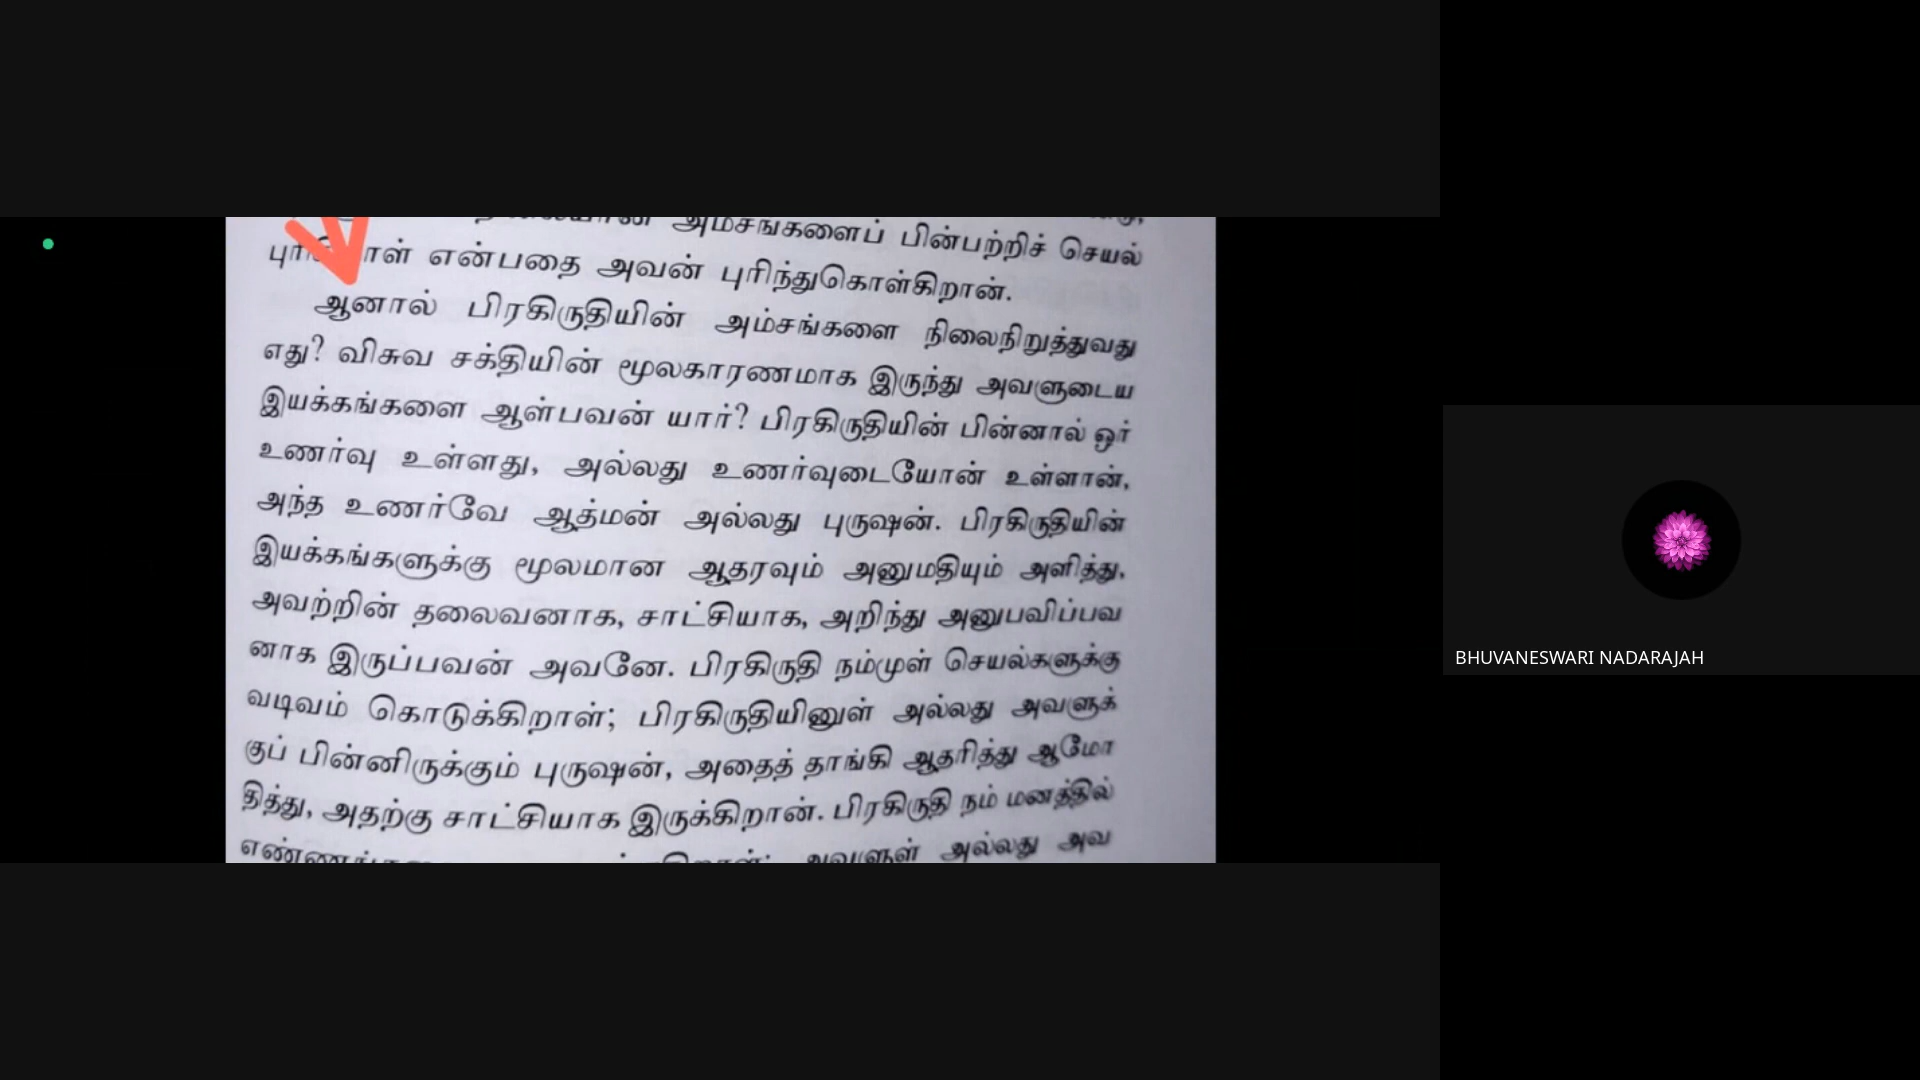 அம்சங்களைப் பின்பற்றிச் செயல்
என்பதை அவன் புரிந்துகொள்கிறான்.
ஆனால் பிரகிருதியின் அம்சங்களை நிலைநிறுத்துவது
எது? விசுவ சக்தியின் மூலகாரணமாக இருந்து அவளுடைய
இயக்கங்களை ஆள்பவன் யார்? பிரகிருதியின் பின்னால் ஓர்
உணர்வு உள்ளது, அல்லது உணர்வுடையோன் உள்ளான்,
அந்த உணர்வே ஆத்மன் அல்லது புருஷன். பிரகிருதியின்
இயக்கங்களுக்கு மூலமான ஆதரவும் அனுமதியும் அளித்து,
அவற்றின் தலைவனாக, சாட்சியாக, அறிந்து அனுபவிப்பவ
னாக இருப்பவன் அவனே. பிரகிருதி நம்முள் செயல்களுக்கு
வடிவம் கொடுக்கிறாள்; பிரகிருதியினுள் அல்லது அவளுக்
குப் பின்னிருக்கும் புருஷன், அதைத் தாங்கி ஆதரித்து ஆமோ
தித்து, அதற்கு சாட்சியாக இருக்கிறான். பிரகிருதி நம் மனத்தில்
அவளுள் அல்லது அவ
BHUVANESWARI NADARAJAH